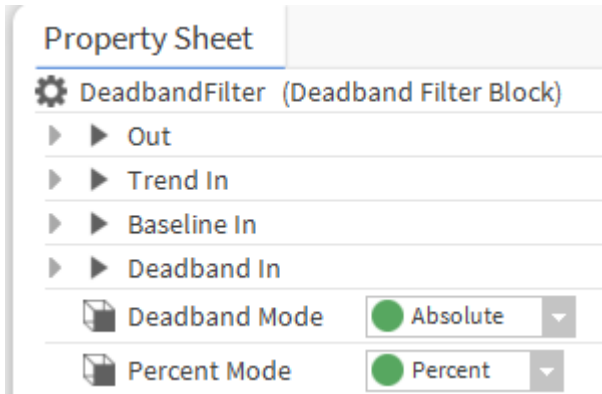 Property Sheet
DeadbandFilter (Deadband Filter Block)
Out
Trend In
Baseline In
Deadband In
Deadband Mode Absolute
Percent Mode Percent